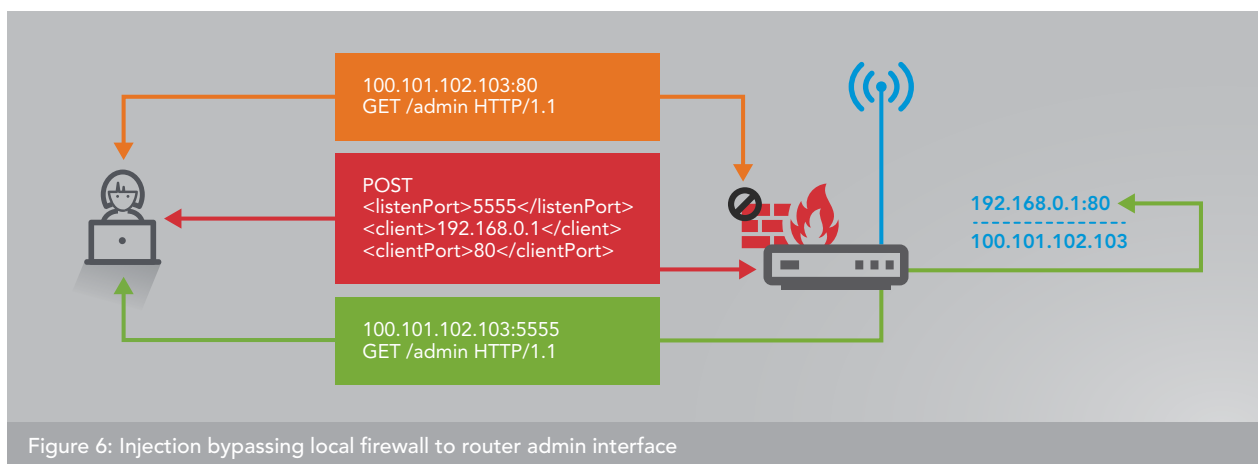 100.101.102.103:80
GET /admin HTTP/1.1
POST
<listenPort>5555</listenPort>
<client>192.168.0.1</client>
<clientPort>80</clientPort>
192.168.0.1:80
100.101.102.103
100.101.102.103:5555
GET /admin HTTP/1.1
Figure 6: Injection bypassing local firewall to router admin interface